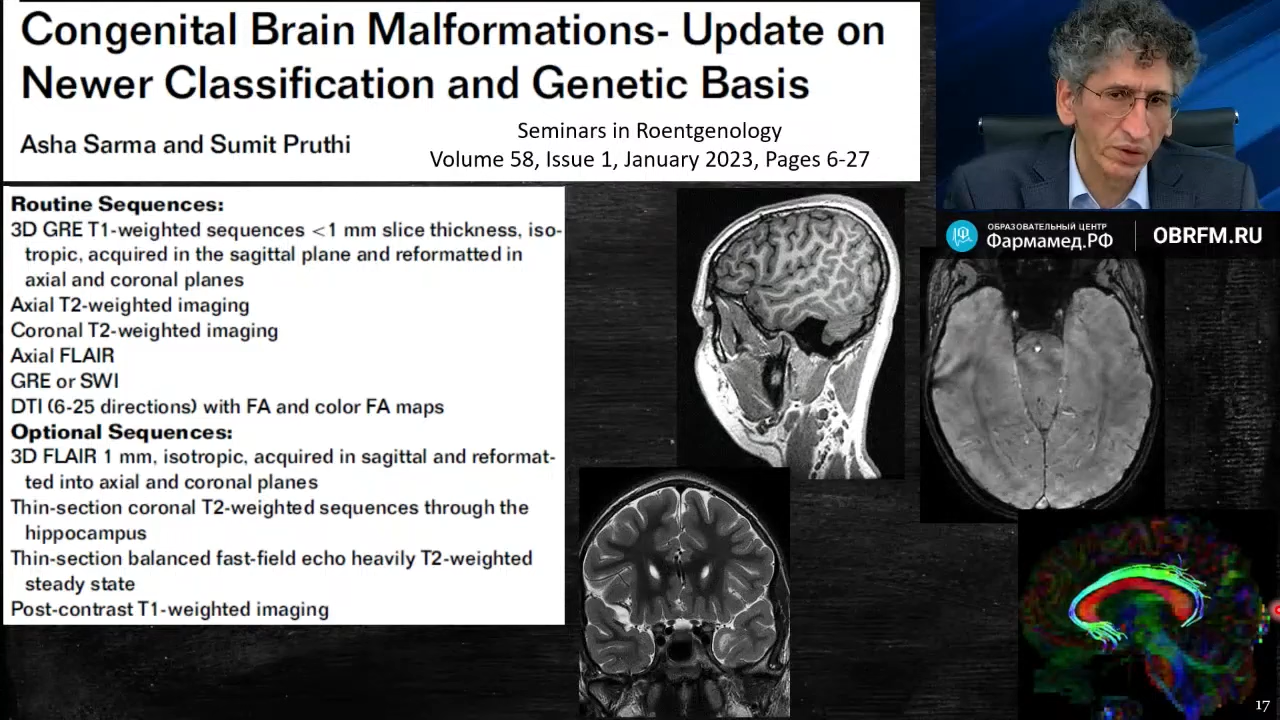 Congenital Brain Malformations- Update on
Newer Classification and Genetic Basis
Asha Sarma and Sumit Pruthi
Seminars in Roentgenology
Volume 58, Issue 1, January 2023, Pages 6-27
Routine Sequences:
3D GRE T1-weighted sequences <1 mm slice thickness, iso-
tropic, acquired in the sagittal plane and reformatted in
axial and coronal planes
Axial T2-weighted imaging
Coronal T2-weighted imaging
Axial FLAIR
GRE or SWI
DTI (6-25 directions) with FA and color FA maps
Optional Sequences:
3D FLAIR 1 mm, isotropic, acquired in sagittal and reformat-
ted into axial and coronal planes
Thin-section coronal T2-weighted sequences through the
hippocampus
Thin-section balanced fast-field echo heavily T2-weighted
steady state
Post-contrast T1-weighted imaging
ОБРАЗОВАТЕЛЬНЫЙ ЦЕНТР
Фармамед.РФ
OBRFM.RU
17